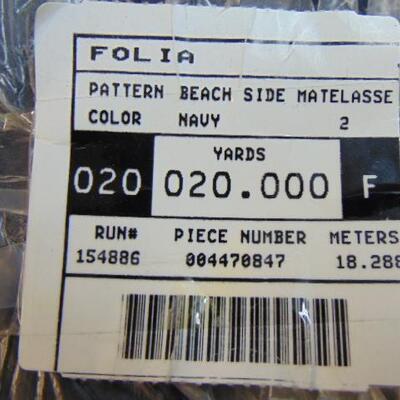 FOLIA
PATTERN BEACH SIDE MATELASSE
COLOR NAVY 2
YARDS
020 020.000 F
RUN# PIECE NUMBER METERS
154886 004470847 18.288